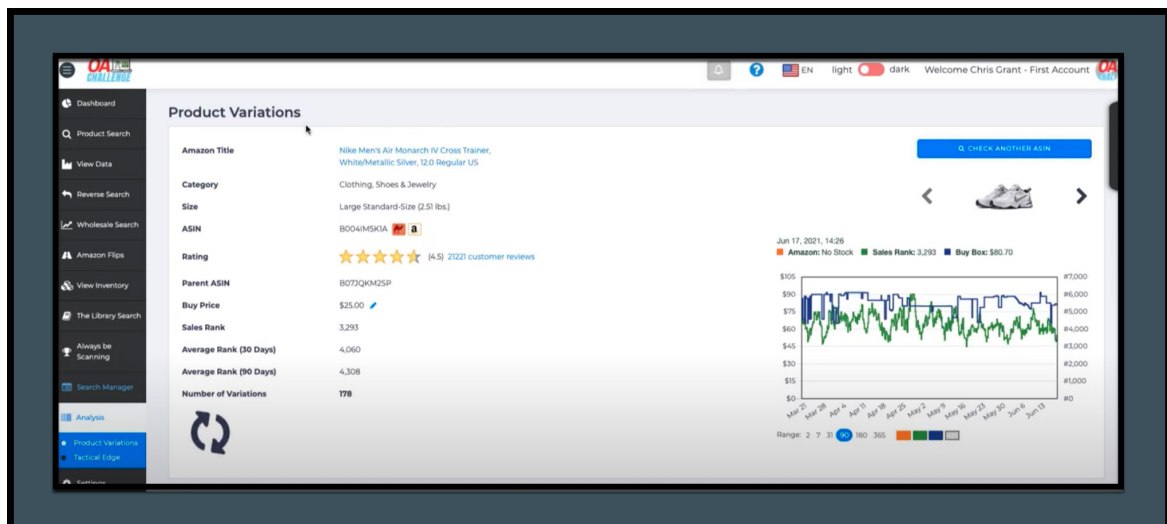 OA
CHALLENGE
EN light dark Welcome Chris Grant - First Account OA
Dashboard
Product Search
View Data
Reverse Search
Wholesale Search
Amazon Flips
View Inventory
The Library Search
Always be
Scanning
Search Manager
Analysis
Product Variations
Tactical Edge
Settings
Product Variations
Amazon Title Nike Men's Air Monarch IV Cross Trainer,
White/Metallic Silver, 12.0 Regular US
Category Clothing, Shoes & Jewelry
Size Large Standard-Size (2.51 lbs.)
ASIN B004IM5K1A a
Rating (4.5) 21221 customer reviews
Parent ASIN B07JQKM2SP
Buy Price $25.00
Sales Rank 3,293
Average Rank (30 Days) 4,060
Average Rank (90 Days) 4,308
Number of Variations 178
CHECK ANOTHER ASIN
Jun 17, 2021, 14:26
Amazon: No Stock Sales Rank: 3,293 Buy Box: $80.70
$105 #7,000
$90 #6,000
$75 #5,000
$60 #4,000
$45 #3,000
$30 #2,000
$15 #1,000
$0 #0
Mar 21 Mar 28 Apr 4 Apr 11 Apr 18 Apr 25 May 2 May 9 May 16 May 23 May 30 Jun 6 Jun 13
Range: 2 7 31 90 180 365